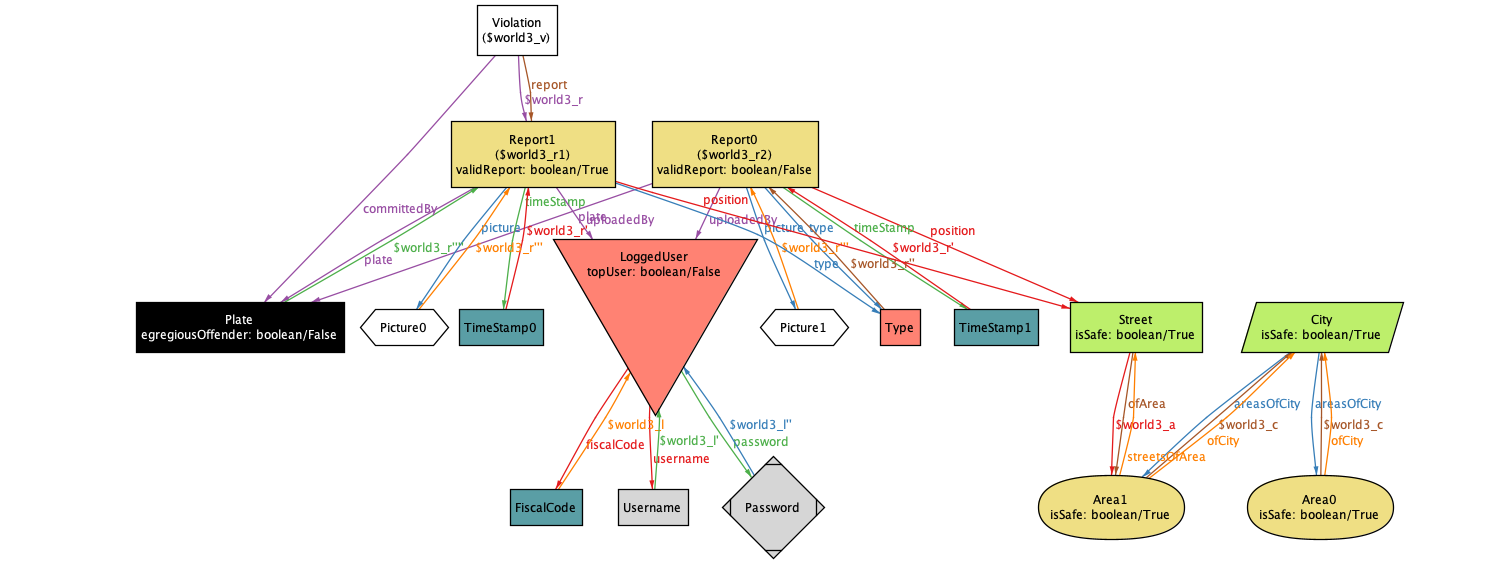 Violation
($world3_v)
report
$world3_r
Report1
($world3_r1)
validReport: boolean/True
Report0
($world3_r2)
validReport: boolean/False
committedBy
timeStamp
position
plate
uploadedBy
uploadedBy
picture
$world3_r'
picture
type
timeStamp
position
plate
$world3_r''''
$world3_r'''
$world3_r'''
type
$world3_r''
$world3_r'
LoggedUser
topUser: boolean/False
Plate
egregiousOffender: boolean/False
Picture0
TimeStamp0
Picture1
Type
TimeStamp1
Street
isSafe: boolean/True
City
isSafe: boolean/True
ofArea
$world3_a
streetsOfArea
areasOfCity
$world3_c
ofCity
areasOfCity
$world3_c
ofCity
$world3_l
fiscalCode
$world3_l'
username
$world3_l''
password
FiscalCode
Username
Password
Area1
isSafe: boolean/True
Area0
isSafe: boolean/True